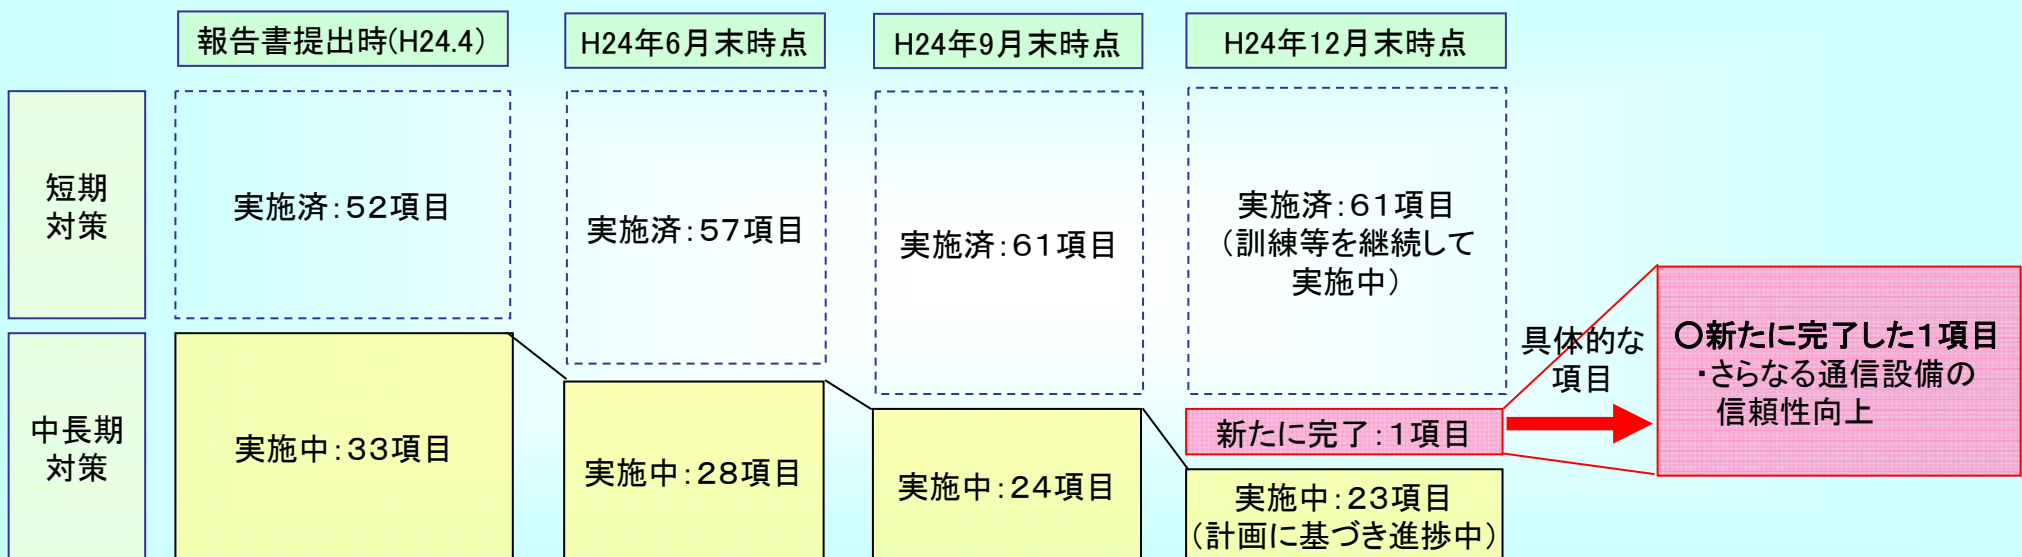 報告書提出時(H24.4)
H24年6月末時点
H24年9月末時点
H24年12月末時点
短期
対策
実施済：52項目
実施済：57項目
実施済：61項目
実施済：61項目
（訓練等を継続して
実施中）
中長期
対策
実施中：33項目
実施中：28項目
実施中：24項目
新たに完了：1項目
実施中：23項目
（計画に基づき進捗中）
具体的な
項目
○新たに完了した1項目
・さらなる通信設備の
信頼性向上